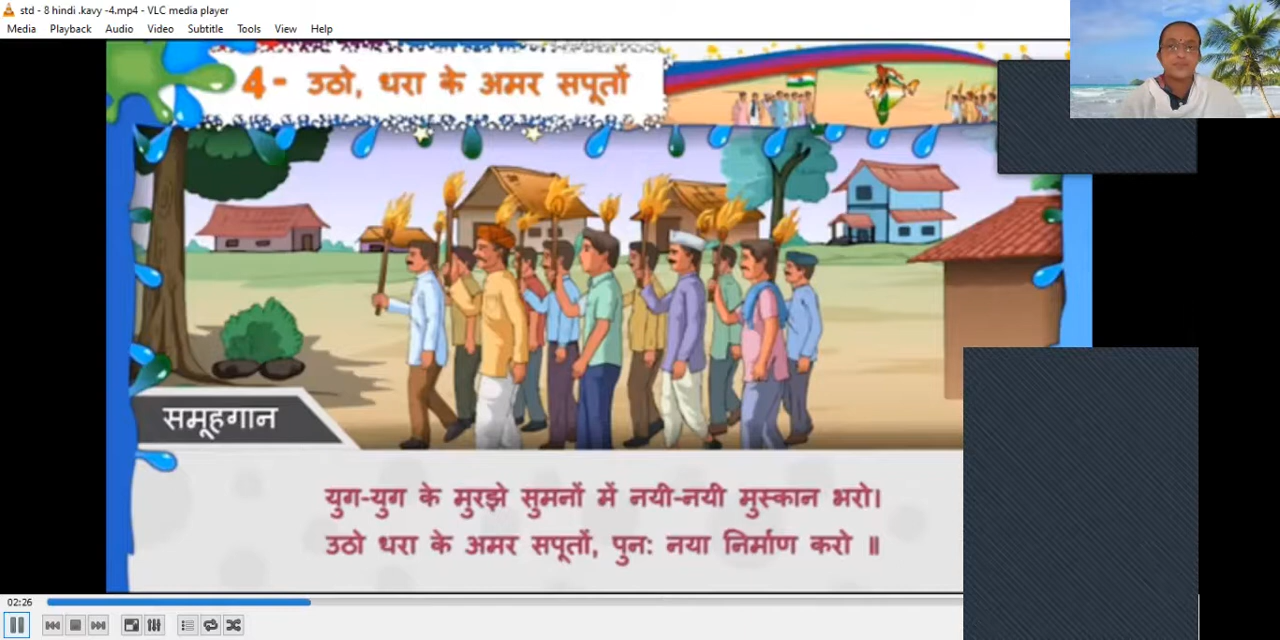 std - 8 hindi .kavy -4.mp4 - VLC media player
Media Playback Audio Video Subtitle Tools View Help
4- उठो, धरा के अमर सपूतों
समूहगान
युग-युग के मुरझे सुमनों में नयी-नयी मुस्कान भरो।
उठो धरा के अमर सपूतों, पुनः नया निर्माण करो ॥
02:26